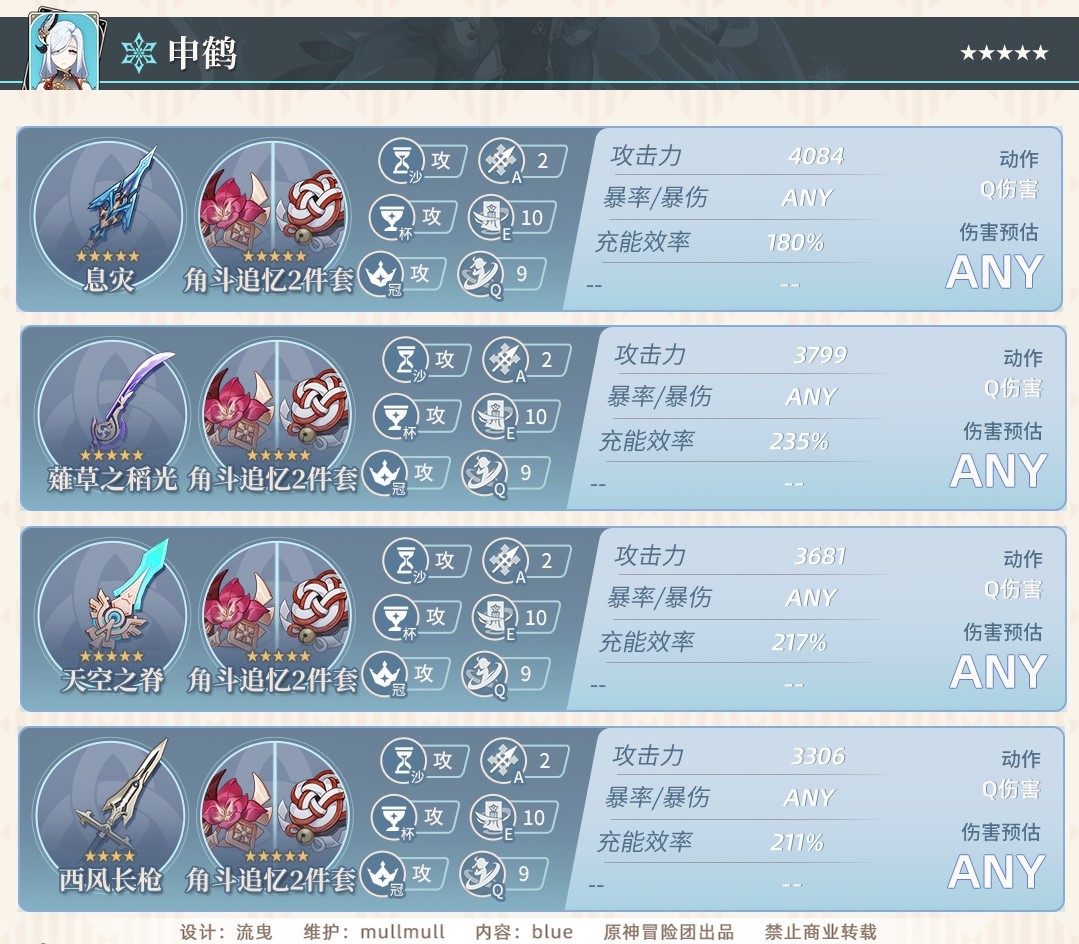 申鹤
息灾
角斗追忆2件套
沙 攻
A 2
杯 攻
E 10
冠 攻
Q 9
攻击力 4084
暴率/暴伤 ANY
充能效率 180%
-- --
动作
Q伤害
伤害预估
ANY
薙草之稻光
角斗追忆2件套
沙 攻
A 2
杯 攻
E 10
冠 攻
Q 9
攻击力 3799
暴率/暴伤 ANY
充能效率 235%
-- --
动作
Q伤害
伤害预估
ANY
天空之脊
角斗追忆2件套
沙 攻
A 2
杯 攻
E 10
冠 攻
Q 9
攻击力 3681
暴率/暴伤 ANY
充能效率 217%
-- --
动作
Q伤害
伤害预估
ANY
西风长枪
角斗追忆2件套
沙 攻
A 2
杯 攻
E 10
冠 攻
Q 9
攻击力 3306
暴率/暴伤 ANY
充能效率 211%
-- --
动作
Q伤害
伤害预估
ANY
设计：流曳 维护：mullmull 内容：blue 原神冒险团出品 禁止商业转载